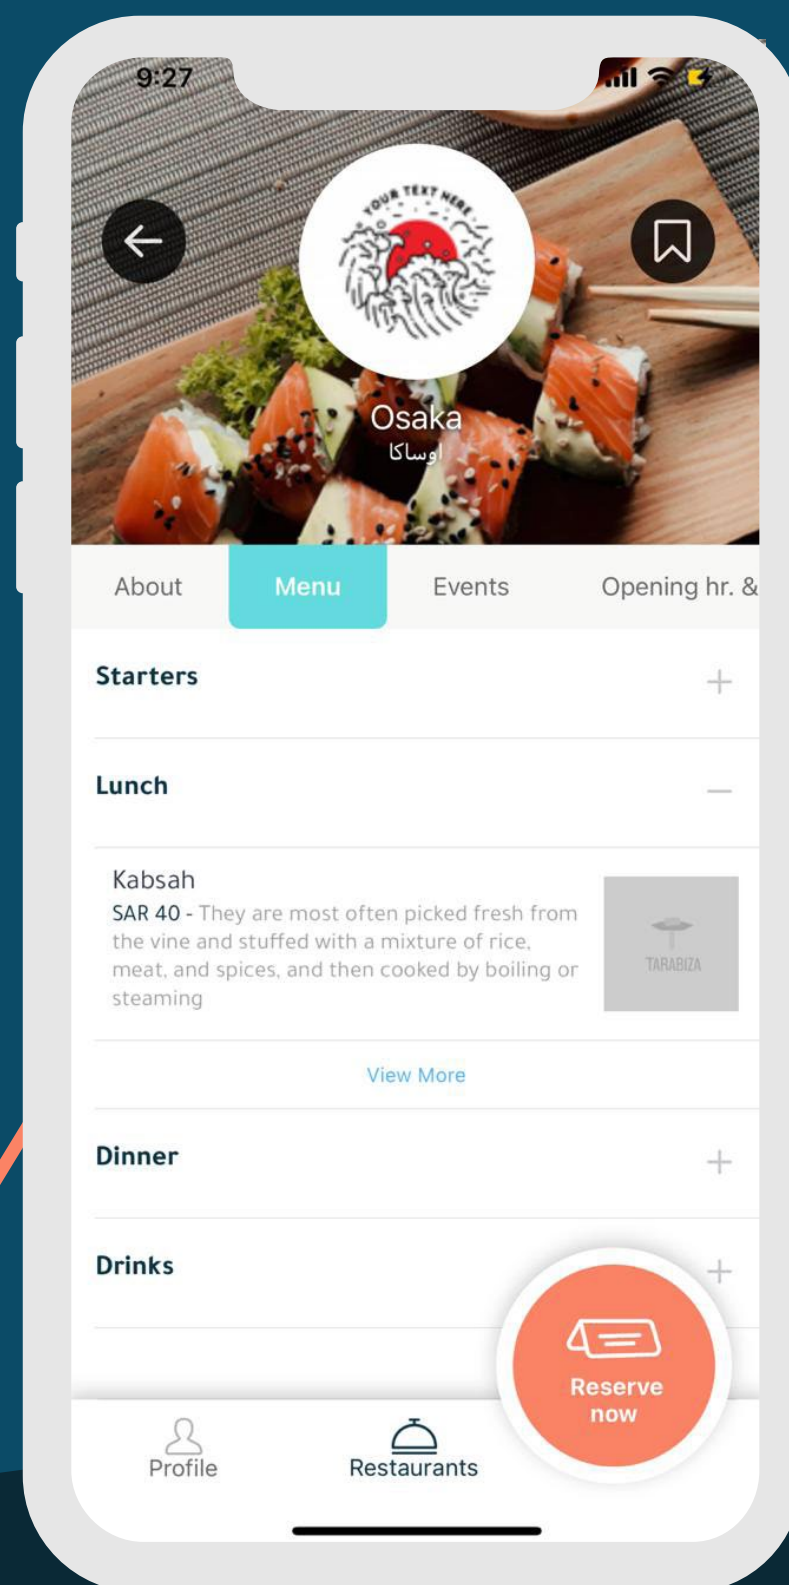 9:27
YOUR TEXT HERE
Osaka
اوساكا
About Menu Events Opening hr. &
Starters
Lunch
Kabsah
SAR 40 - They are most often picked fresh from
the vine and stuffed with a mixture of rice,
meat, and spices, and then cooked by boiling or
steaming
TARABIZA
View More
Dinner
Drinks
Reserve
now
Profile Restaurants